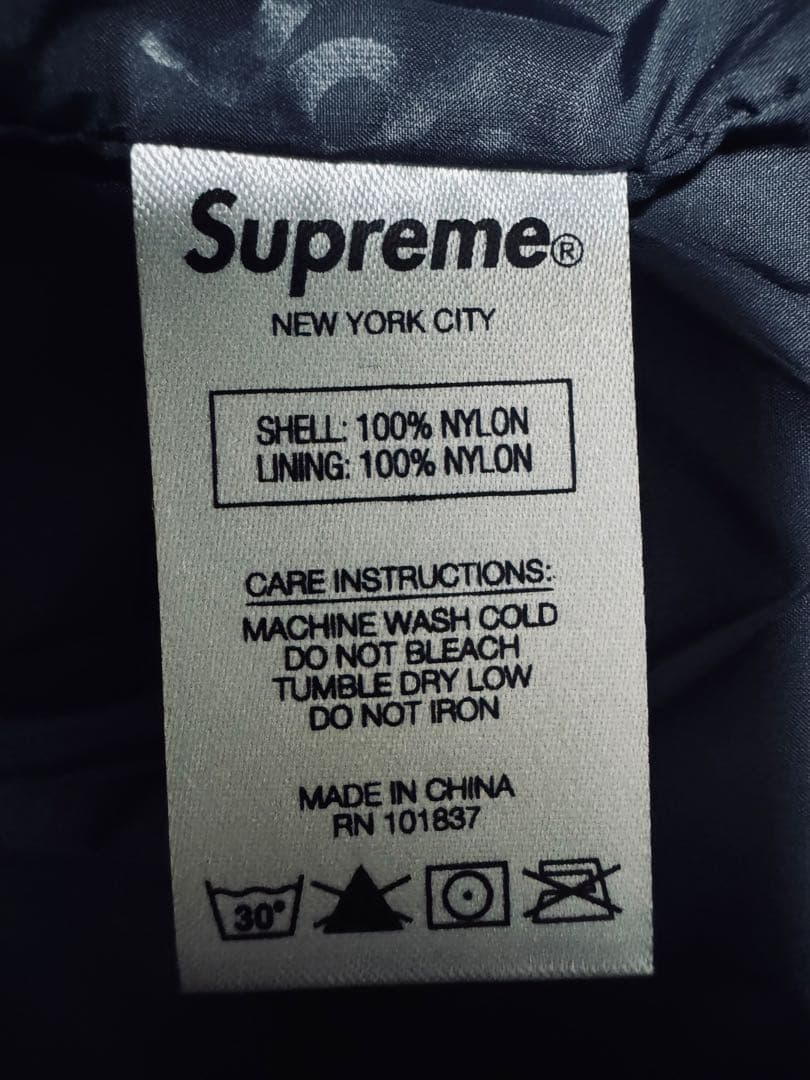 Supreme®
NEW YORK CITY
SHELL: 100% NYLON
LINING: 100% NYLON
CARE INSTRUCTIONS:
MACHINE WASH COLD
DO NOT BLEACH
TUMBLE DRY LOW
DO NOT IRON
MADE IN CHINA
RN 101837
30°